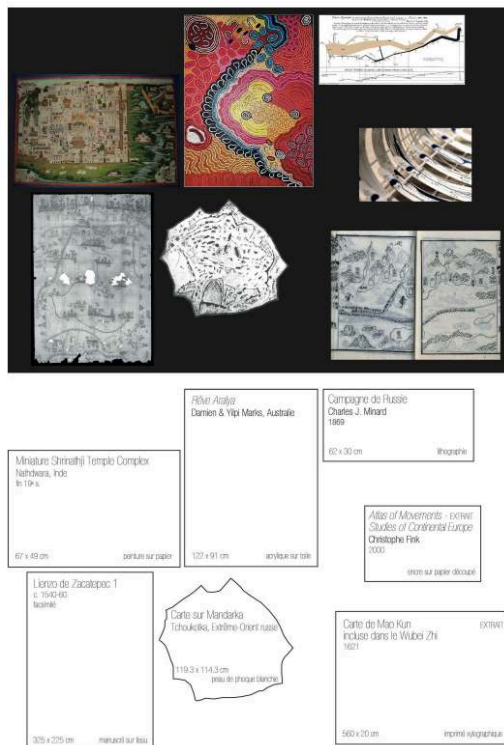 Rêve Aralya
Damien & Yilpi Marks, Australie
122 x 91 cm acrylique sur toile
Campagne de Russie
Charles J. Minard
1869
62 x 30 cm lithographie
Miniature Shrinathji Temple Complex
Nathdwara, Inde
fin 19e s.
67 x 49 cm peinture sur papier
Atlas of Movements - EXTRAIT
Studies of Continental Europe
Christophe Fink
2000
encre sur papier découpé
Lienzo de Zacatepec 1
c. 1540-60
facsimilé
325 x 225 cm manuscrit sur tissu
Carte sur Mandarka
Tchoukotka, Extrême-Orient russe
119.3 x 114.3 cm
peau de phoque blanchie
Carte de Mao Kun EXTRAIT
incluse dans le Wubei Zhi
1621
560 x 20 cm imprimé xylographique